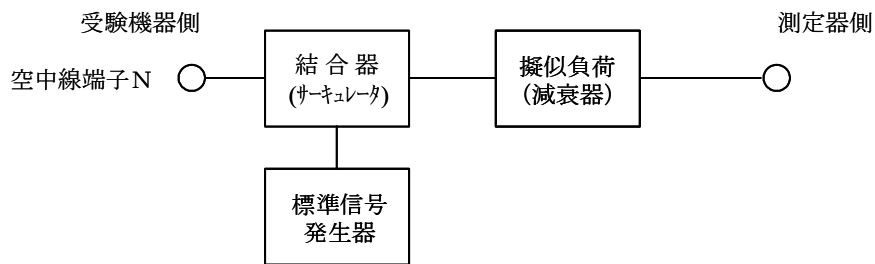 受験機器側
測定器側
空中線端子N
結合器
(ｻｰｷｭﾚｰﾀ)
擬似負荷
（減衰器）
標準信号
発生器